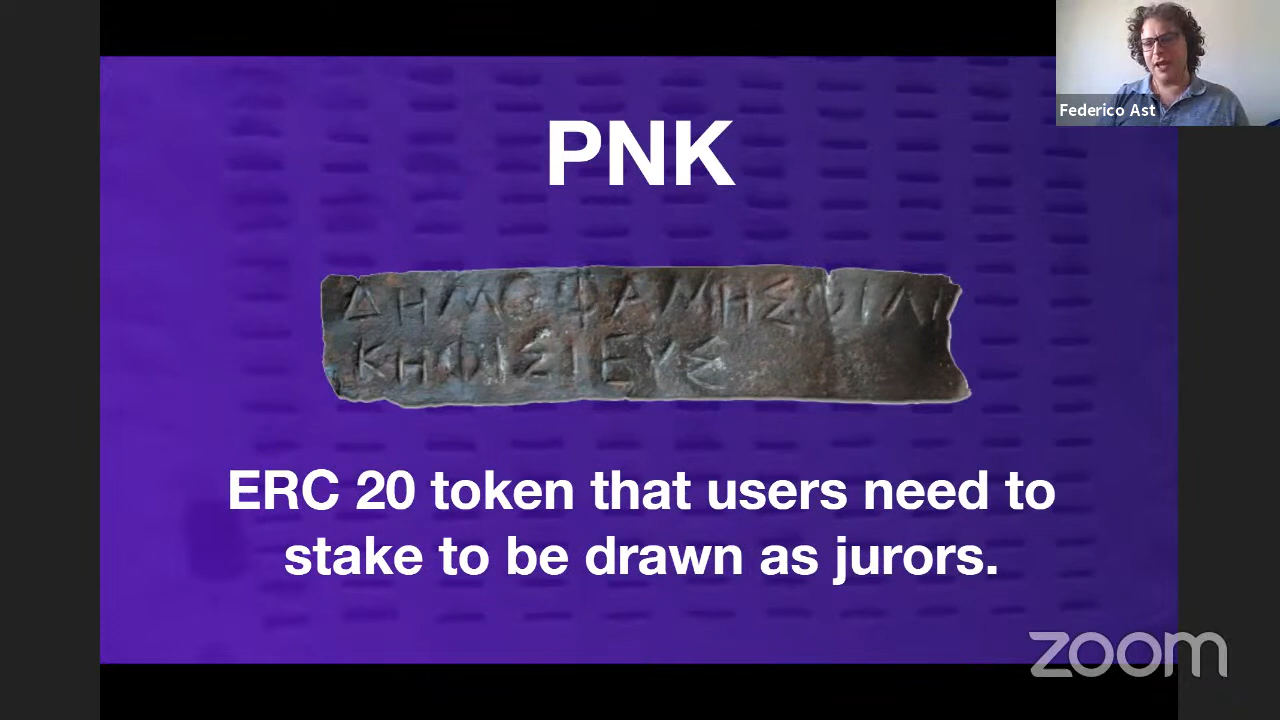 PNK
ΔΗΜΟΦΑΝΗΣ:ΦΙΛΙ
ΚΗΦΙΣΙΕΥΣ
ERC 20 token that users need to
stake to be drawn as jurors.
Federico Ast
zoom